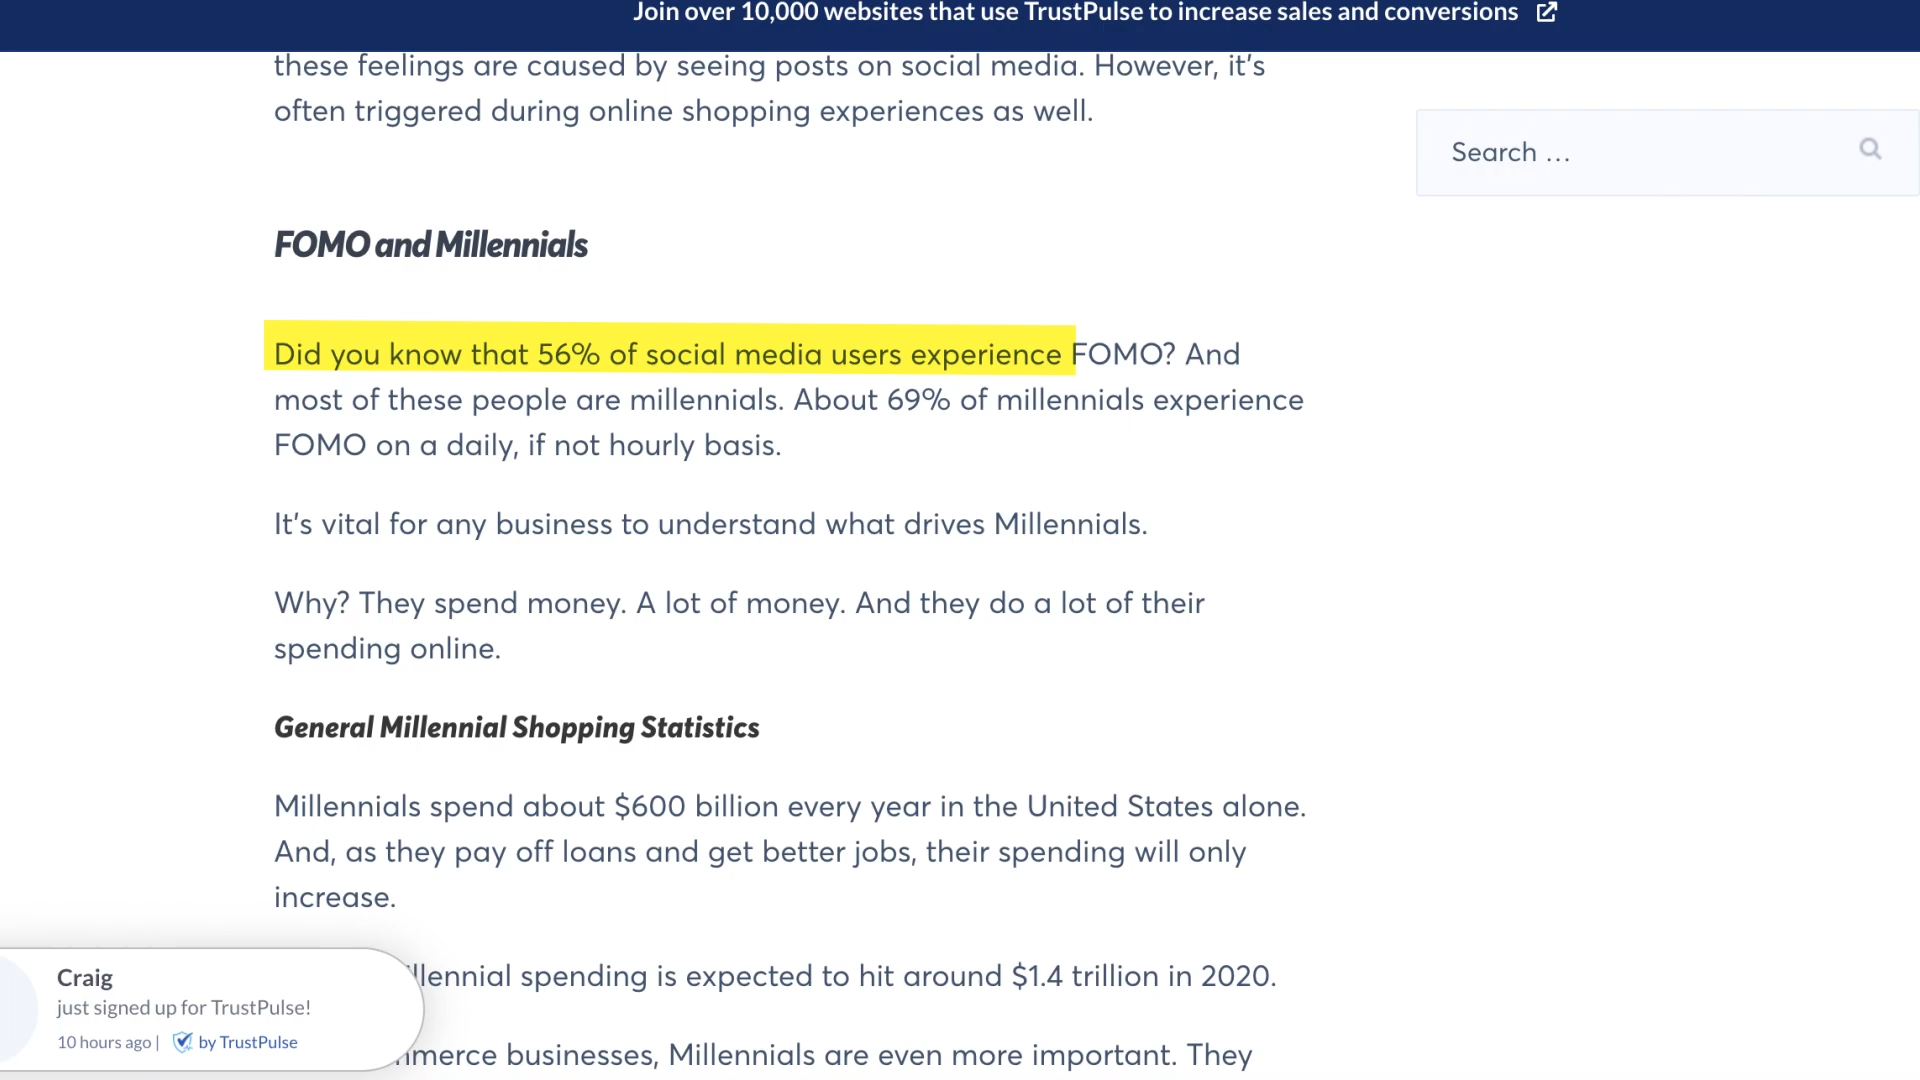 Join over 10,000 websites that use TrustPulse to increase sales and conversions
these feelings are caused by seeing posts on social media. However, it's
often triggered during online shopping experiences as well.
Search …
FOMO and Millennials
Did you know that 56% of social media users experience FOMO? And
most of these people are millennials. About 69% of millennials experience
FOMO on a daily, if not hourly basis.
It's vital for any business to understand what drives Millennials.
Why? They spend money. A lot of money. And they do a lot of their
spending online.
General Millennial Shopping Statistics
Millennials spend about $600 billion every year in the United States alone.
And, as they pay off loans and get better jobs, their spending will only
increase.
llennial spending is expected to hit around $1.4 trillion in 2020.
mmerce businesses, Millennials are even more important. They
Craig
just signed up for TrustPulse!
10 hours ago | by TrustPulse